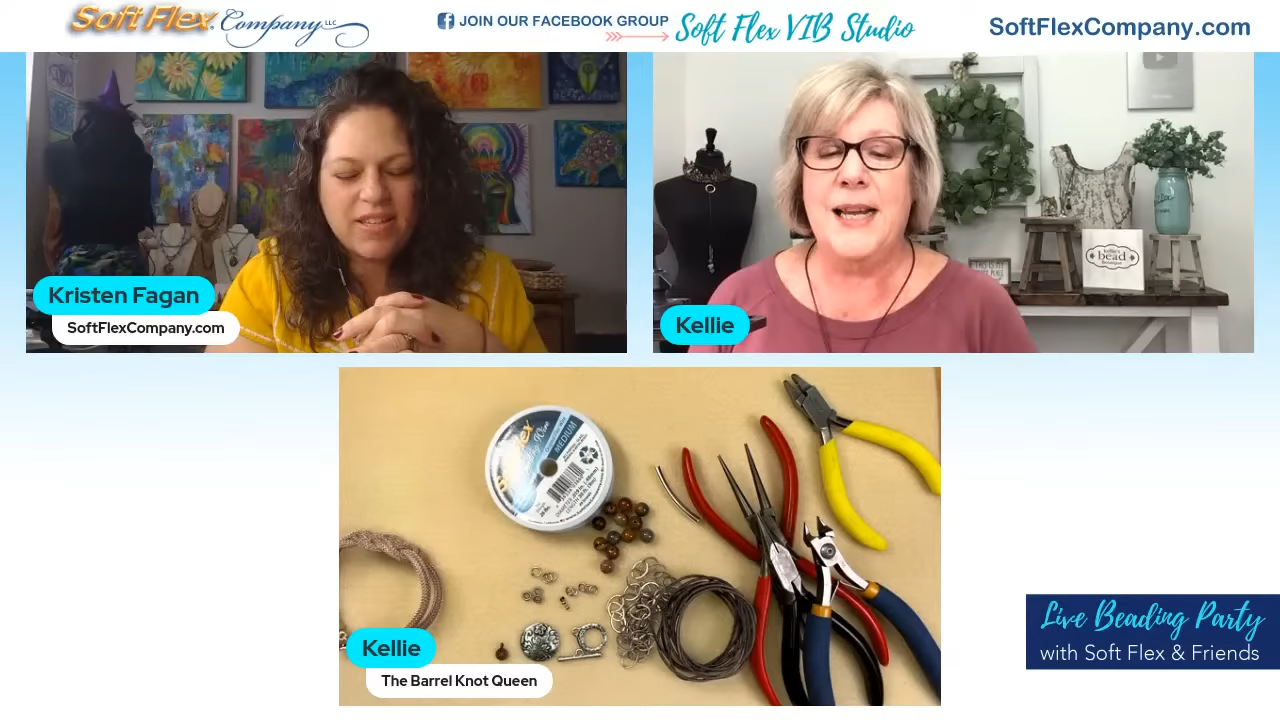 Soft Flex Company LLC
JOIN OUR FACEBOOK GROUP
Soft Flex VIB Studio
SoftFlexCompany.com
Kristen Fagan
SoftFlexCompany.com
Kellie
bead
MEDIUM
Kellie
The Barrel Knot Queen
Live Beading Party
with Soft Flex & Friends